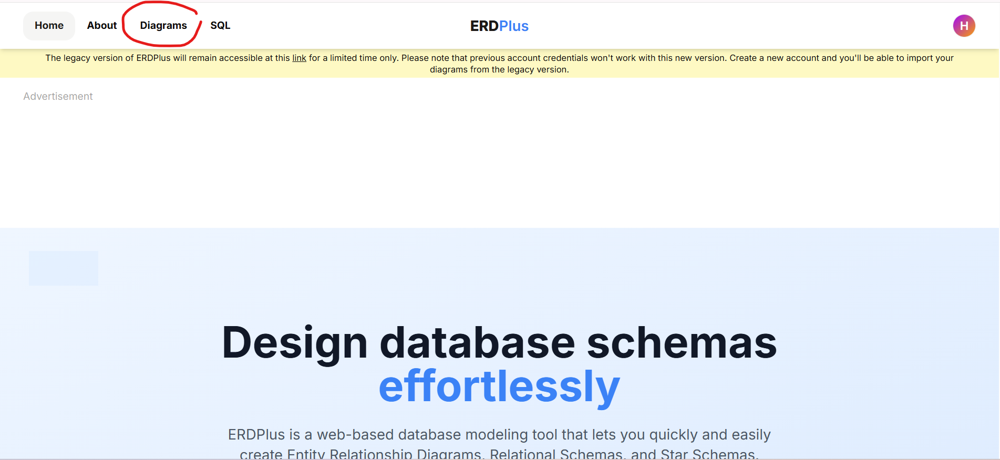 Home About Diagrams SQL ERDPlus H
The legacy version of ERDPlus will remain accessible at this link for a limited time only. Please note that previous account credentials won't work with this new version. Create a new account and you'll be able to import your
diagrams from the legacy version.
Advertisement
Design database schemas
effortlessly
ERDPlus is a web-based database modeling tool that lets you quickly and easily
create Entity Relationship Diagrams, Relational Schemas, and Star Schemas.